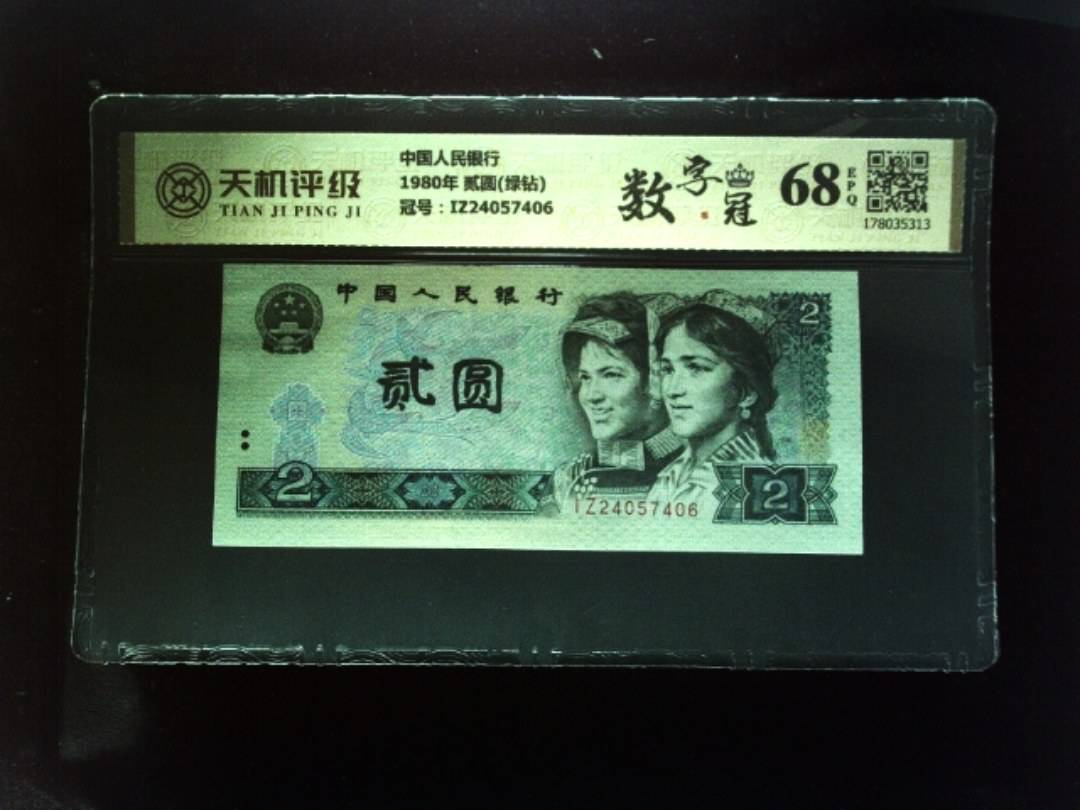 天机评级
TIAN JI PING JI
中国人民银行
1980年 贰圆(绿钻)
冠号：IZ24057406
数字冠
68
EPQ
178035313
中国人民银行
贰圆
2
2
IZ24057406
2